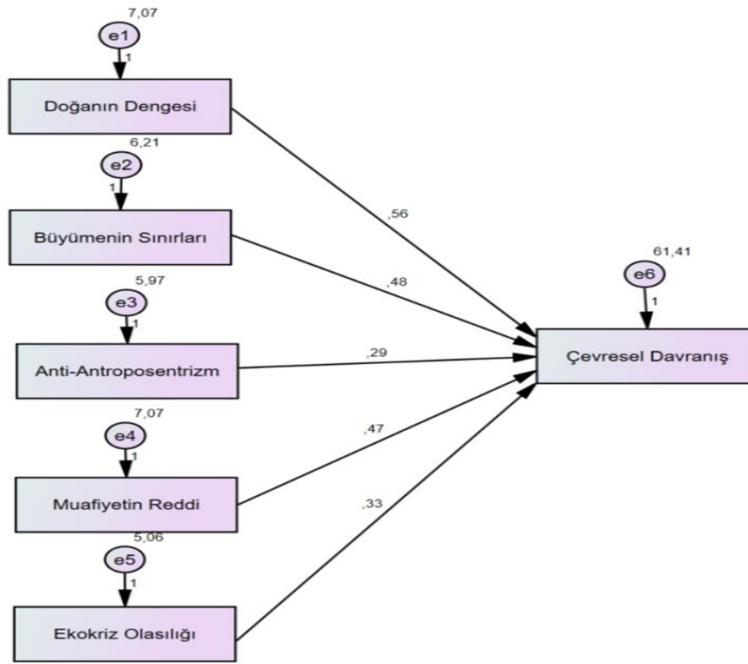 7,07
e1
1
Doğanın Dengesi
6,21
e2
1
Büyümenin Sınırları
5,97
e3
1
Anti-Antroposentrizm
7,07
e4
1
Muafiyetin Reddi
5,06
e5
1
Ekokriz Olasılığı
,56
,48
,29
,47
,33
61,41
e6
1
Çevresel Davranış